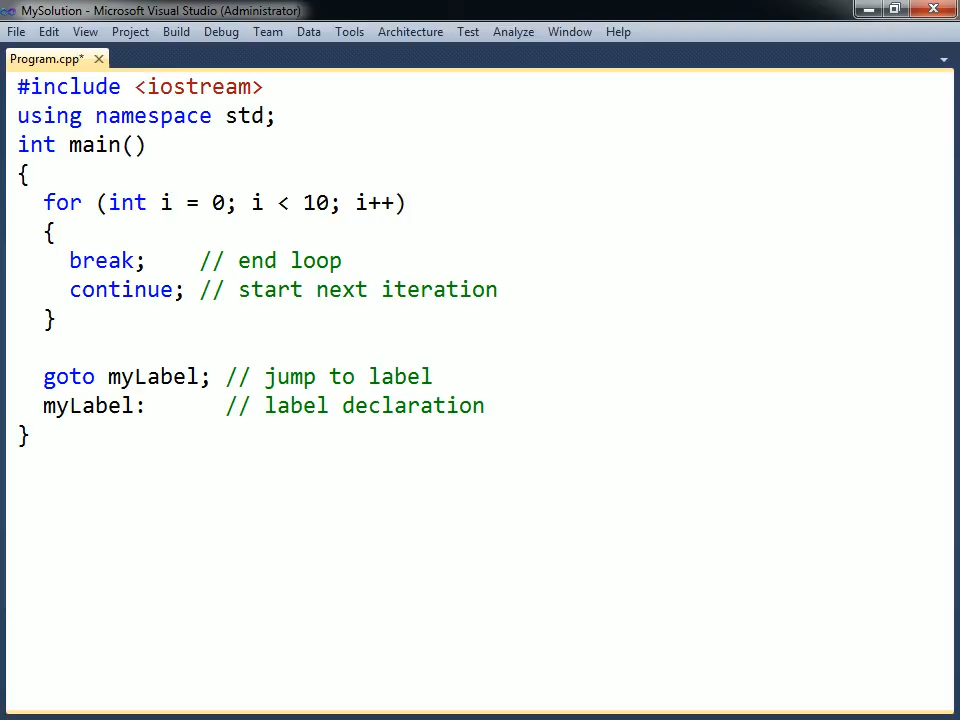 MySolution - Microsoft Visual Studio (Administrator)
File Edit View Project Build Debug Team Data Tools Architecture Test Analyze Window Help
Program.cpp*
#include <iostream>
using namespace std;
int main()
{
  for (int i = 0; i < 10; i++)
  {
    break;    // end loop
    continue; // start next iteration
  }

  goto myLabel; // jump to label
  myLabel:      // label declaration
}